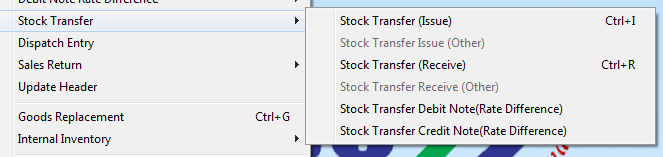 Debit Note Rate Difference
Stock Transfer
Dispatch Entry
Sales Return
Update Header
Goods Replacement Ctrl+G
Internal Inventory
Stock Transfer (Issue) Ctrl+I
Stock Transfer Issue (Other)
Stock Transfer (Receive) Ctrl+R
Stock Transfer Receive (Other)
Stock Transfer Debit Note(Rate Difference)
Stock Transfer Credit Note(Rate Difference)